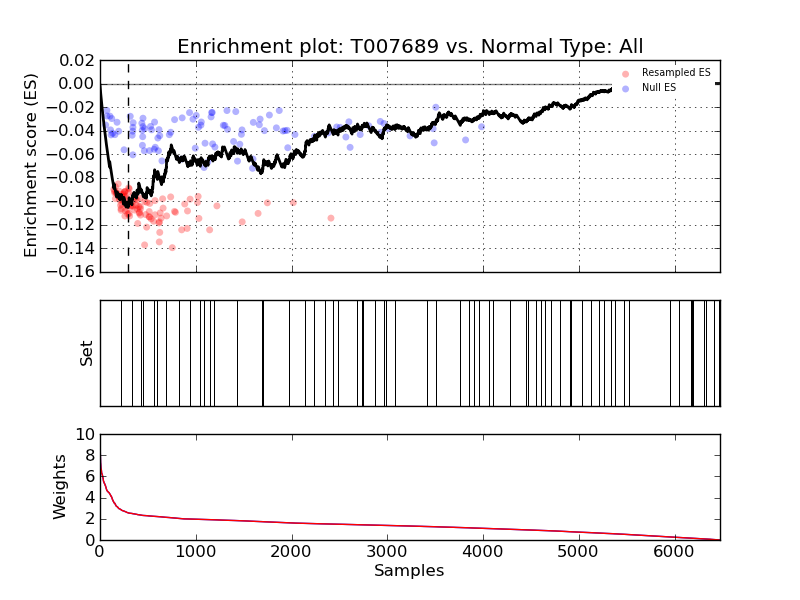 Enrichment plot: T007689 vs. Normal Type: All
Enrichment score (ES)
0.02
0.00
−0.02
−0.04
−0.06
−0.08
−0.10
−0.12
−0.14
−0.16
Resampled ES
Null ES
Set
Weights
10
8
6
4
2
0
0 1000 2000 3000 4000 5000 6000
Samples